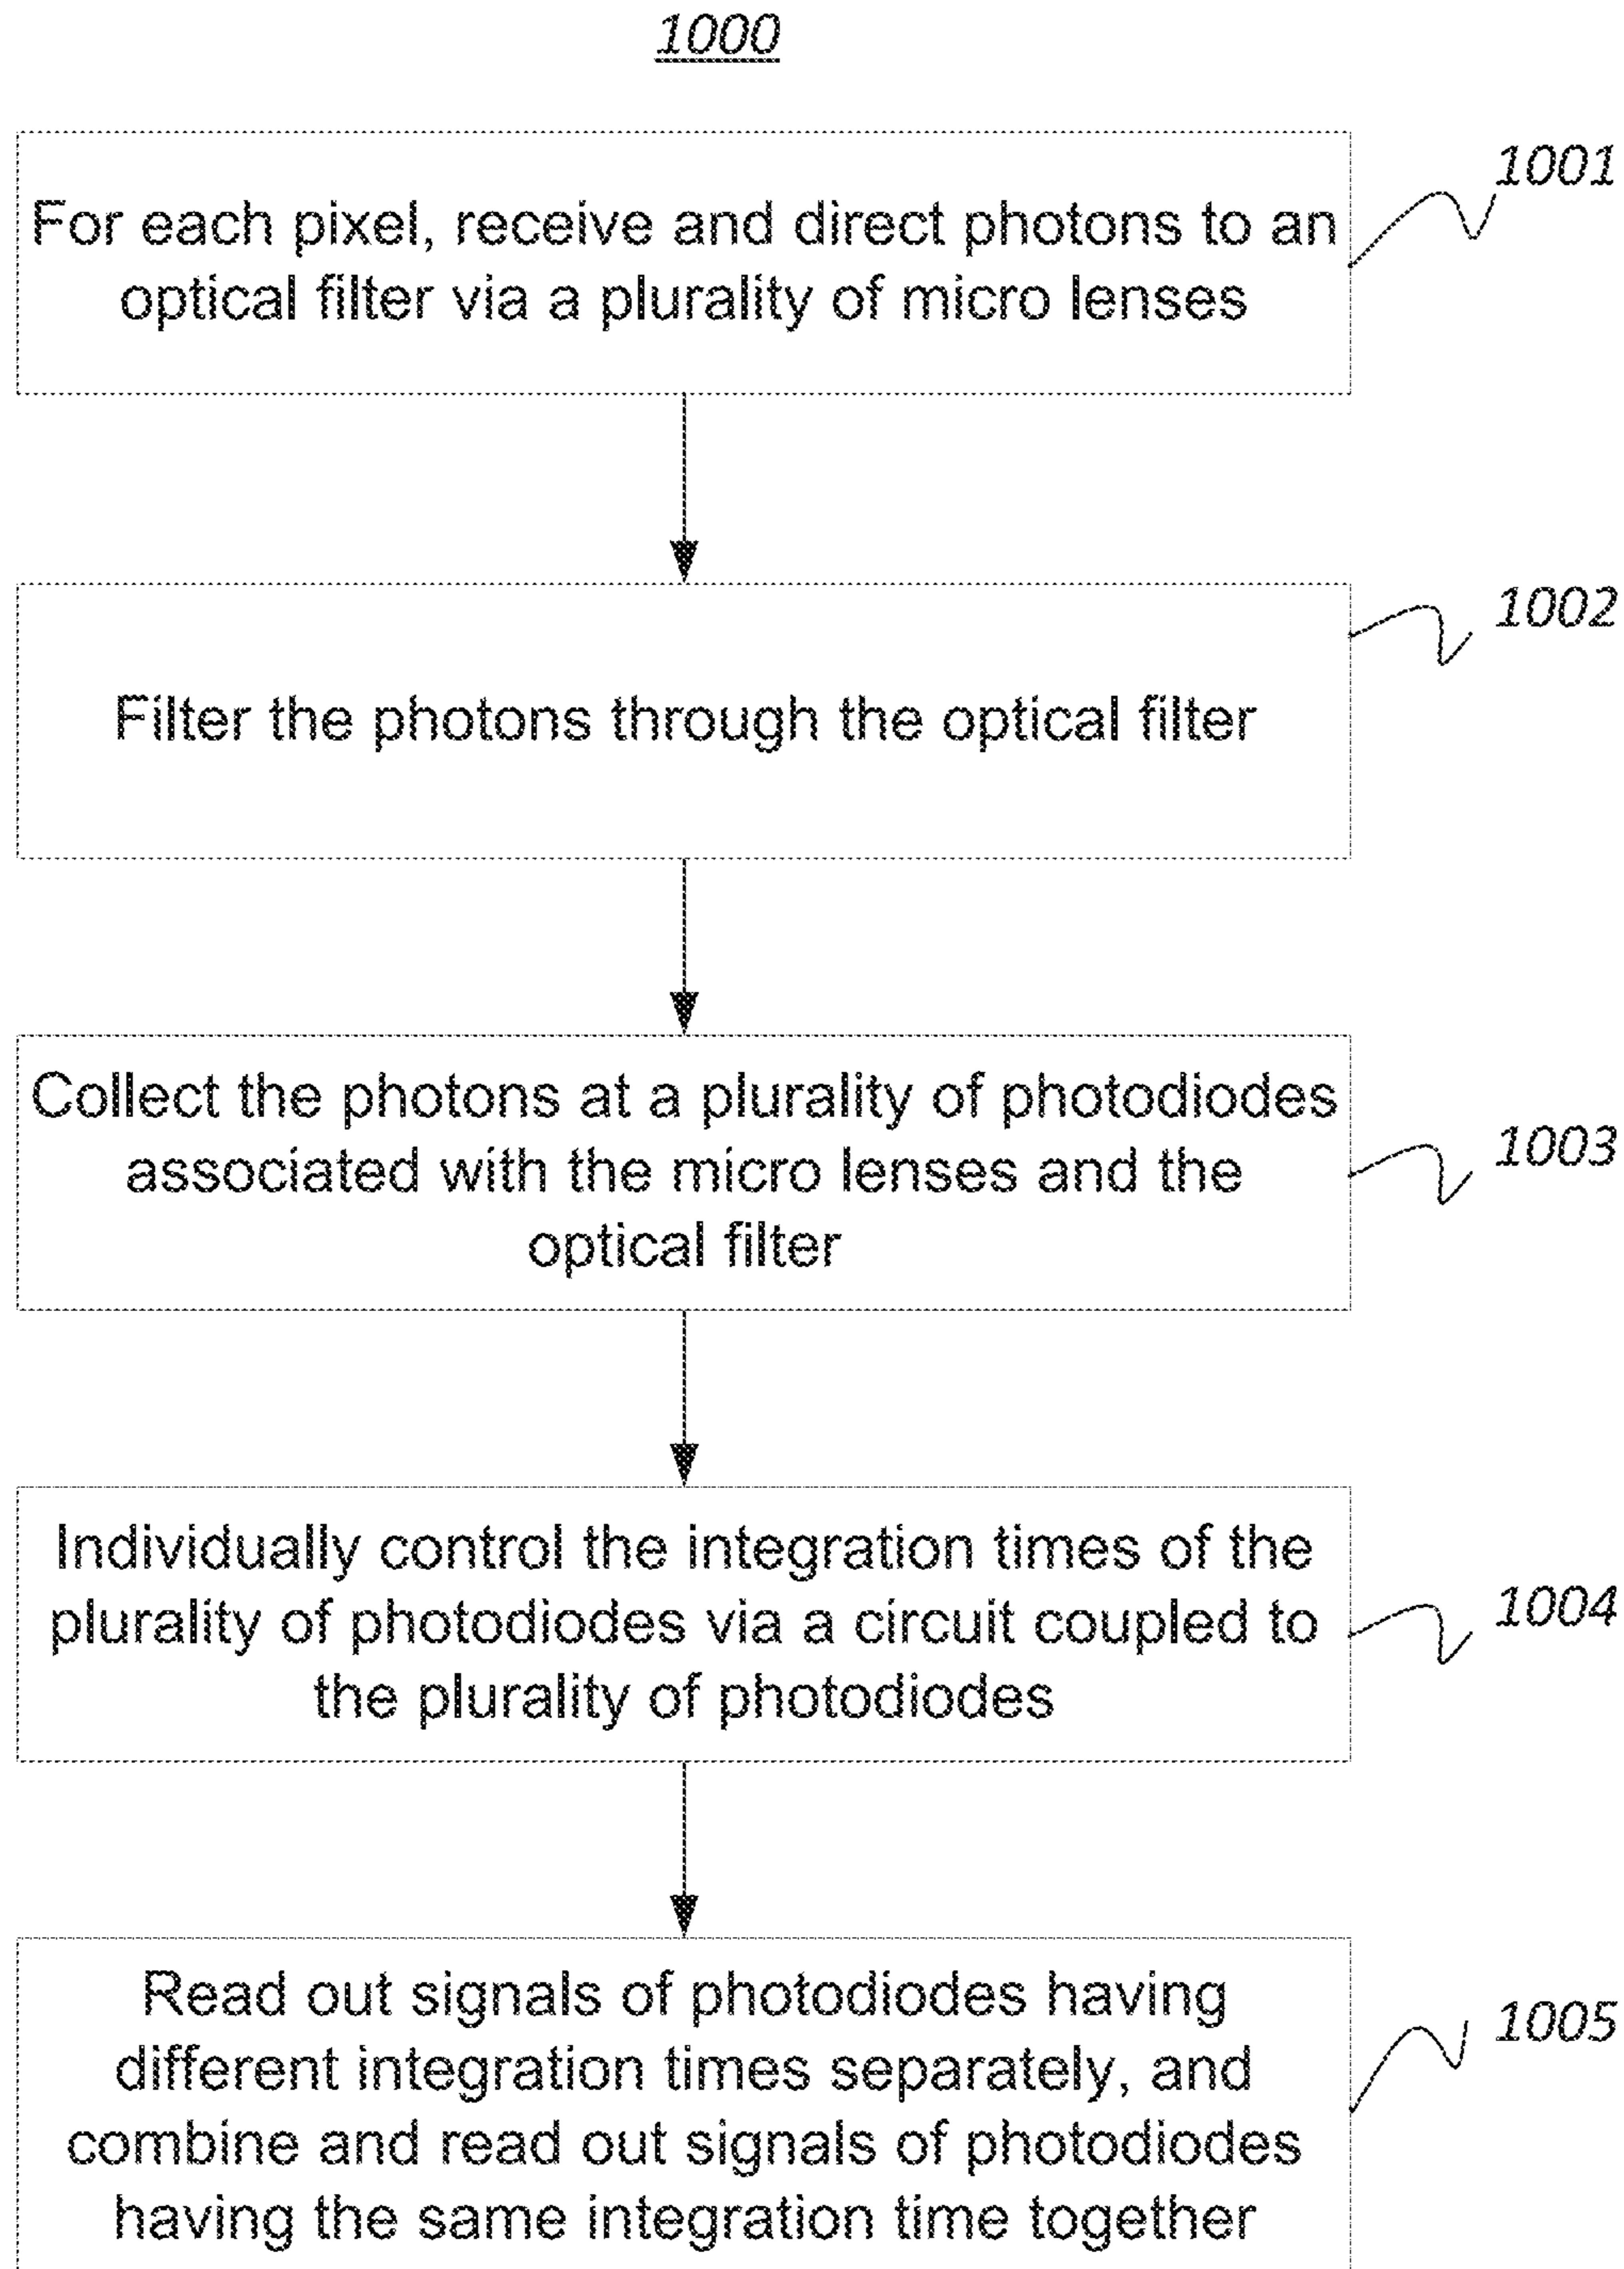 1000
For each pixel, receive and direct photons to an
optical filter via a plurality of micro lenses
1001
Filter the photons through the optical filter
1002
Collect the photons at a plurality of photodiodes
associated with the micro lenses and the
optical filter
1003
Individually control the integration times of the
plurality of photodiodes via a circuit coupled to
the plurality of photodiodes
1004
Read out signals of photodiodes having
different integration times separately, and
combine and read out signals of photodiodes
having the same integration time together
1005